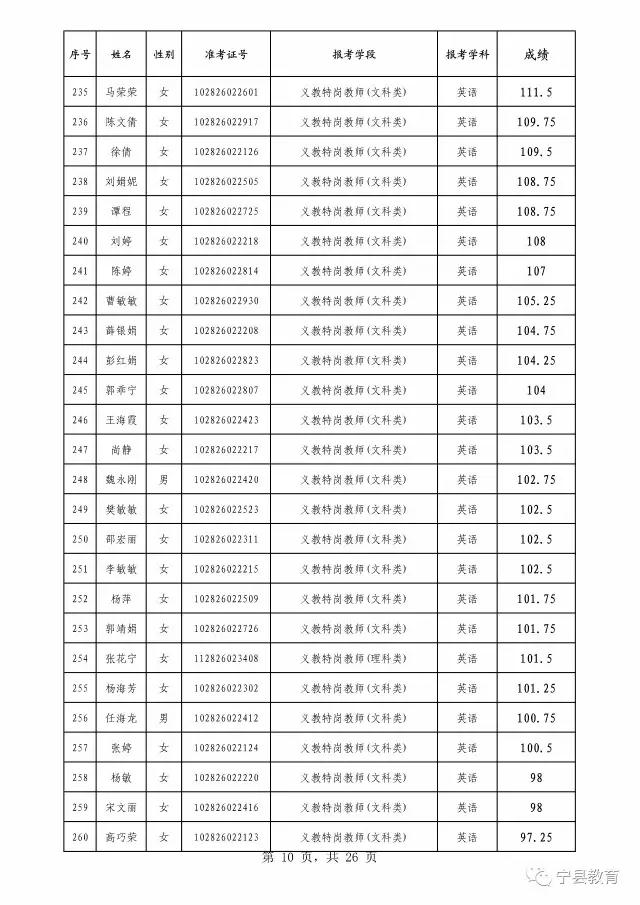 序号 姓名 性别 准考证号 报考学段 报考学科 成绩
235 马荣荣 女 102826022601 义教特岗教师(文科类) 英语 111.5
236 陈文倩 女 102826022917 义教特岗教师(文科类) 英语 109.75
237 徐倩 女 102826022126 义教特岗教师(文科类) 英语 109.5
238 刘娟妮 女 102826022505 义教特岗教师(文科类) 英语 108.75
239 谭程 女 102826022725 义教特岗教师(文科类) 英语 108.75
240 刘婷 女 102826022218 义教特岗教师(文科类) 英语 108
241 陈婷 女 102826022814 义教特岗教师(文科类) 英语 107
242 曹敏敏 女 102826022930 义教特岗教师(文科类) 英语 105.25
243 薛银娟 女 102826022208 义教特岗教师(文科类) 英语 104.75
244 彭红娟 女 102826022823 义教特岗教师(文科类) 英语 104.25
245 郭乖宁 女 102826022807 义教特岗教师(文科类) 英语 104
246 王海霞 女 102826022423 义教特岗教师(文科类) 英语 103.5
247 尚静 女 102826022217 义教特岗教师(文科类) 英语 103.5
248 魏永刚 男 102826022420 义教特岗教师(文科类) 英语 102.75
249 樊敏敏 女 102826022523 义教特岗教师(文科类) 英语 102.5
250 邵宏丽 女 102826022311 义教特岗教师(文科类) 英语 102.5
251 李敏敏 女 102826022215 义教特岗教师(文科类) 英语 102.5
252 杨萍 女 102826022509 义教特岗教师(文科类) 英语 101.75
253 郭靖娟 女 102826022726 义教特岗教师(文科类) 英语 101.75
254 张花宁 女 112826023408 义教特岗教师(理科类) 英语 101.5
255 杨海芳 女 102826022302 义教特岗教师(文科类) 英语 101.25
256 任海龙 男 102826022412 义教特岗教师(文科类) 英语 100.75
257 张婷 女 102826022124 义教特岗教师(文科类) 英语 100.5
258 杨敏 女 102826022220 义教特岗教师(文科类) 英语 98
259 宋文丽 女 102826022416 义教特岗教师(文科类) 英语 98
260 高巧荣 女 102826022123 义教特岗教师(文科类) 英语 97.25
第 10 页，共 26 页
宁县教育